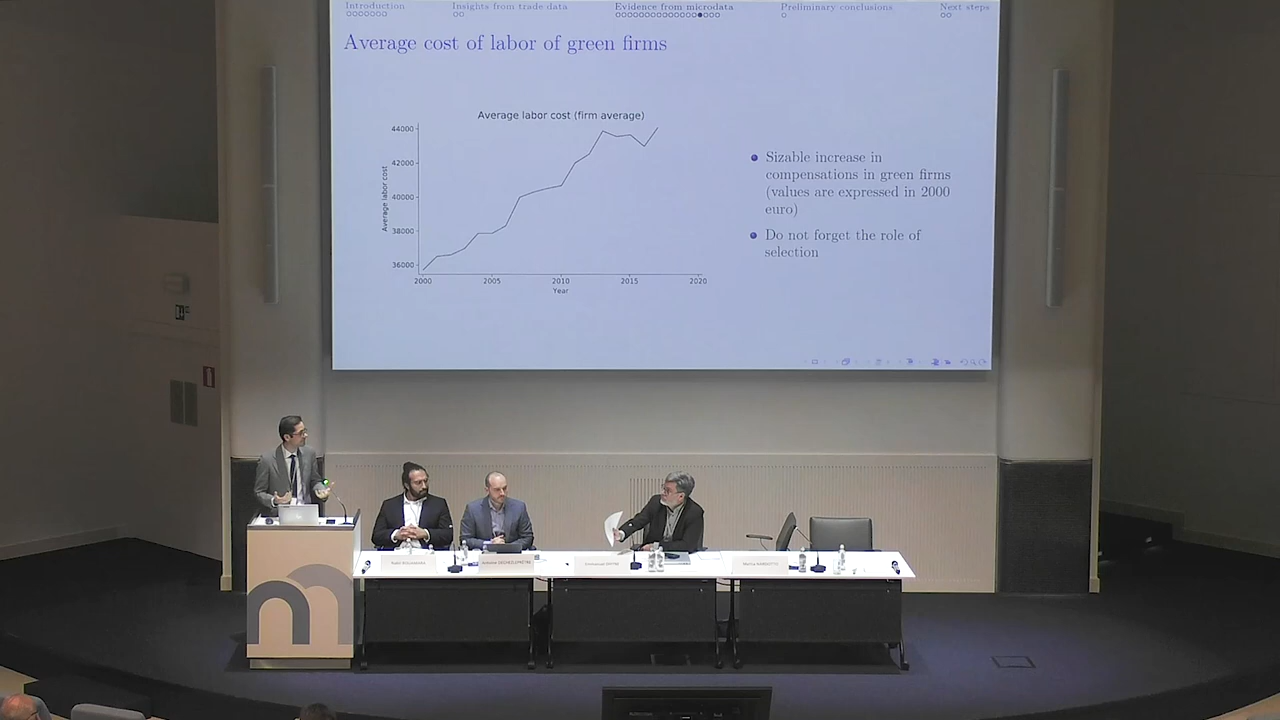 Introduction
Insights from trade data
Evidence from microdata
Preliminary conclusions
Next steps
Average cost of labor of green firms
Average labor cost (firm average)
44000
42000
40000
38000
36000
Average labor cost
2000
2005
2010
2015
2020
Year
Sizable increase in
compensations in green firms
(values are expressed in 2000
euro)
Do not forget the role of
selection
Antoine DECHEZLEPRÊTRE